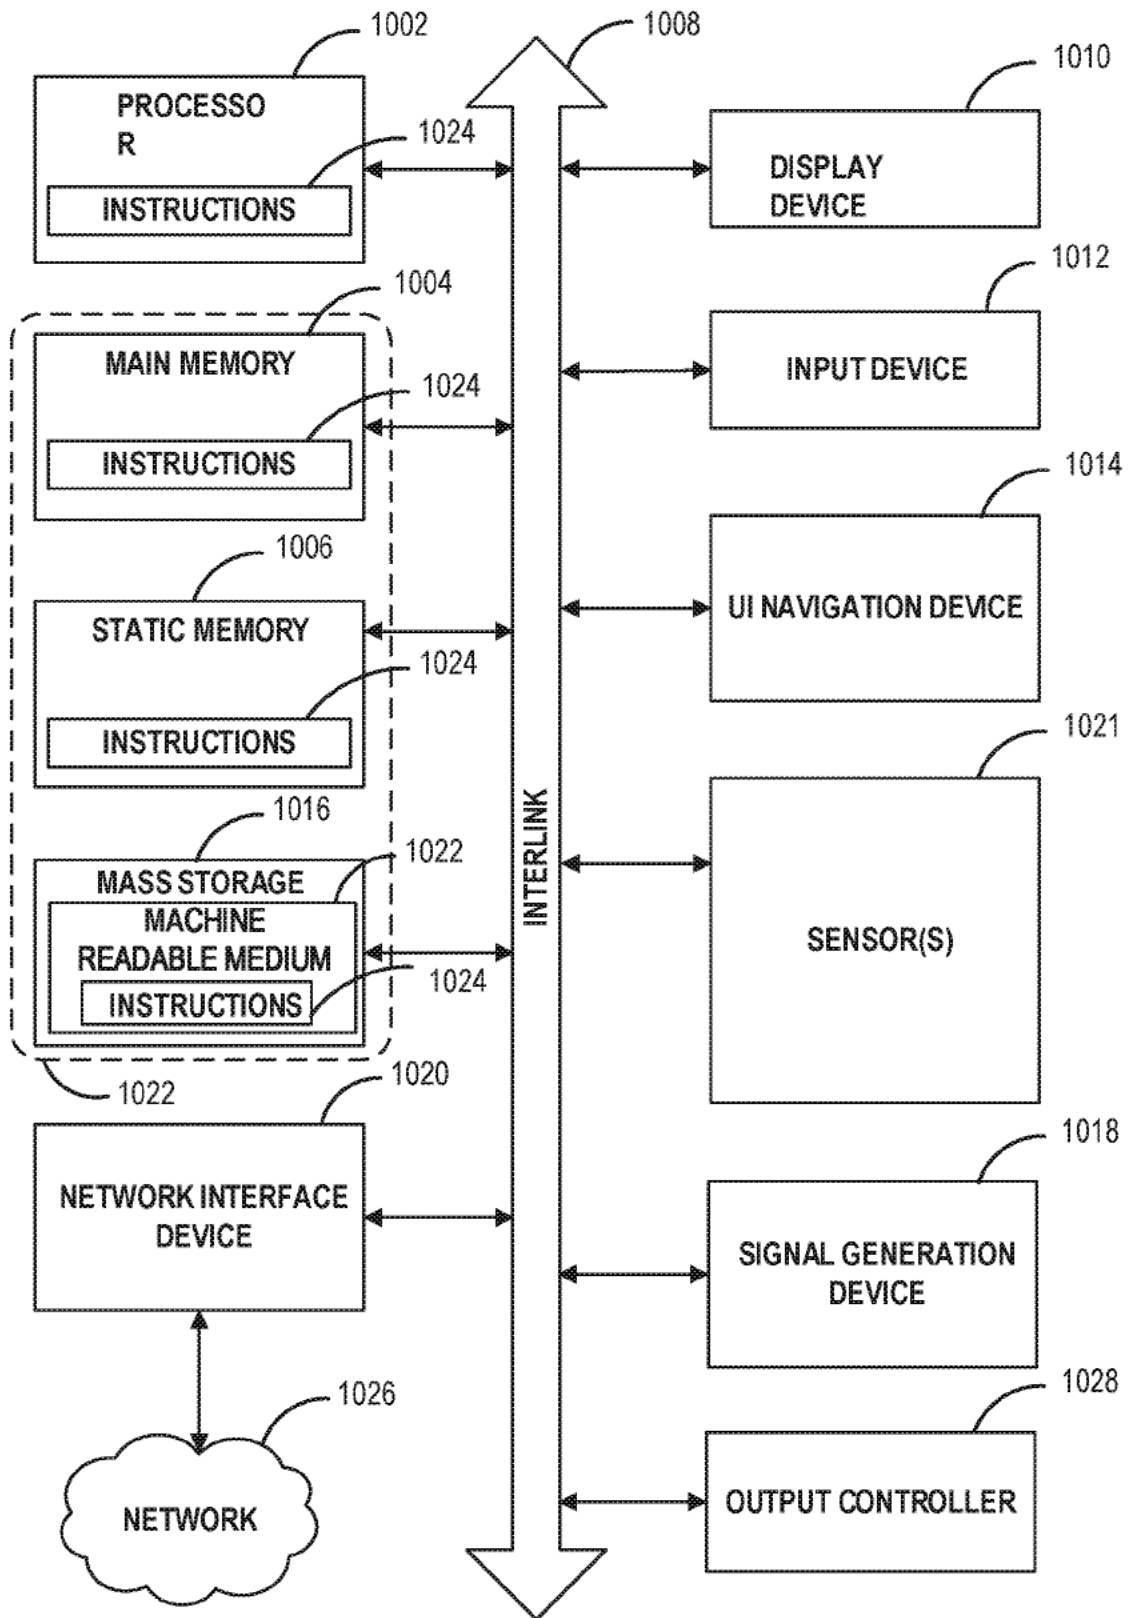 1002
PROCESSO
R
1024
INSTRUCTIONS
1004
MAIN MEMORY
1024
INSTRUCTIONS
1006
STATIC MEMORY
1024
INSTRUCTIONS
1016
MASS STORAGE
1022
MACHINE
READABLE MEDIUM
1024
INSTRUCTIONS
1022
1020
NETWORK INTERFACE
DEVICE
1026
NETWORK
1008
INTERLINK
1010
DISPLAY
DEVICE
1012
INPUT DEVICE
1014
UI NAVIGATION DEVICE
1021
SENSOR(S)
1018
SIGNAL GENERATION
DEVICE
1028
OUTPUT CONTROLLER